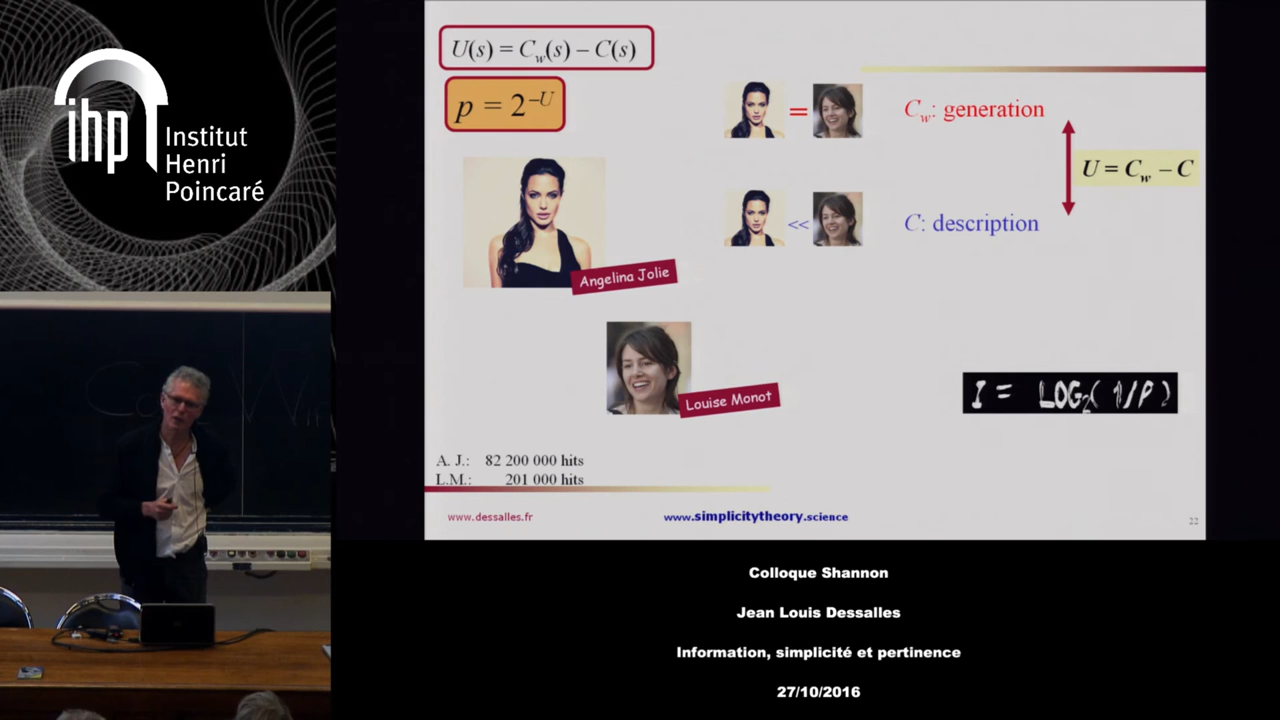 ihp
Institut
Henri
Poincaré
U(s) = C_w(s) – C(s)
p = 2^{-U}
=
C_w: generation
U = C_w – C
<<
C: description
Angelina Jolie
Louise Monot
I = LOG₂( 1/P )
A. J.: 82 200 000 hits
L.M.: 201 000 hits
www.dessalles.fr
www.simplicitytheory.science
22
Colloque Shannon
Jean Louis Dessalles
Information, simplicité et pertinence
27/10/2016